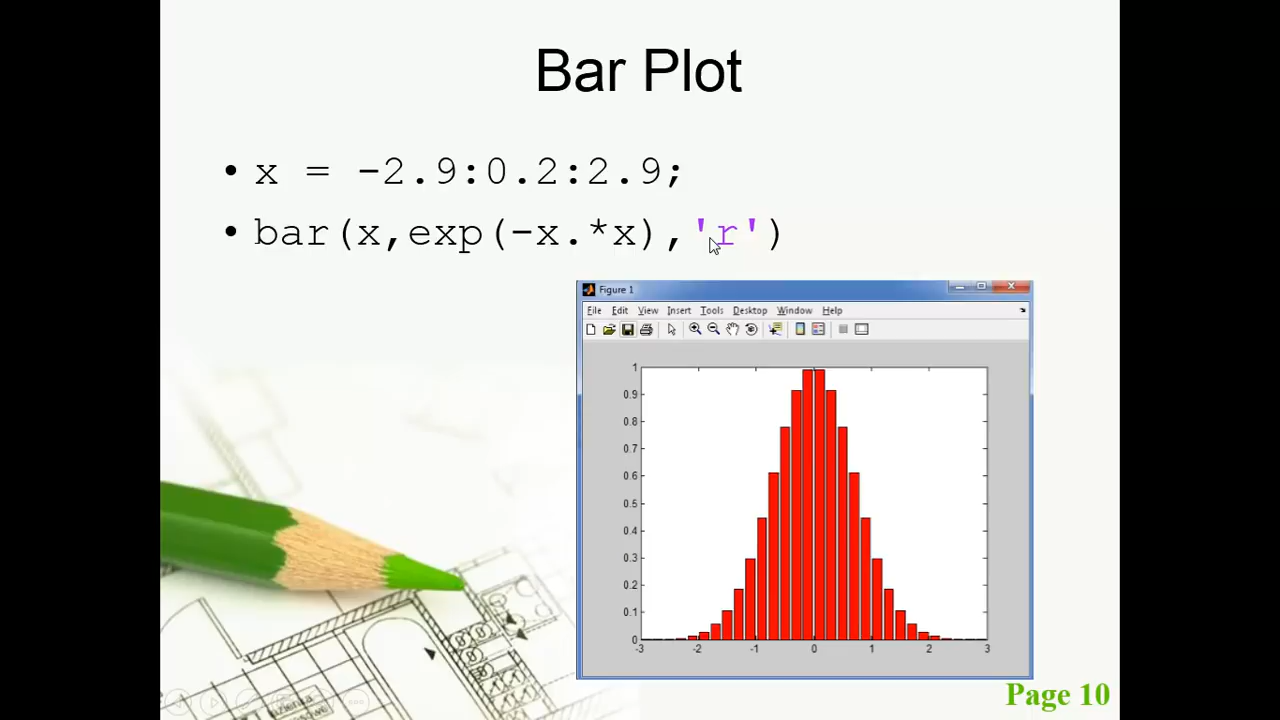 Bar Plot
• x = -2.9:0.2:2.9;
• bar(x,exp(-x.*x),'r')
Figure 1
File Edit View Insert Tools Desktop Window Help
1
0.9
0.8
0.7
0.6
0.5
0.4
0.3
0.2
0.1
0
-3 -2 -1 0 1 2 3
Page 10